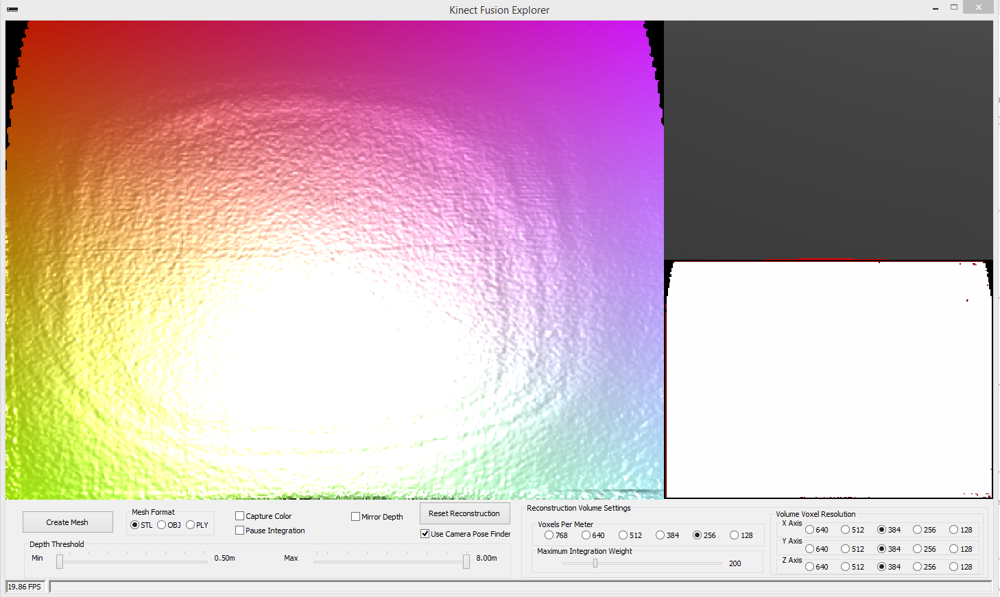 Kinect Fusion Explorer
Create Mesh
Mesh Format
STL OBJ PLY
Capture Color
Pause Integration
Mirror Depth
Reset Reconstruction
Use Camera Pose Finder
Depth Threshold
Min 0.50m Max 8.00m
Reconstruction Volume Settings
Voxels Per Meter
768 640 512 384 256 128
Maximum Integration Weight
200
Volume Voxel Resolution
X Axis 640 512 384 256 128
Y Axis 640 512 384 256 128
Z Axis 640 512 384 256 128
19.86 FPS